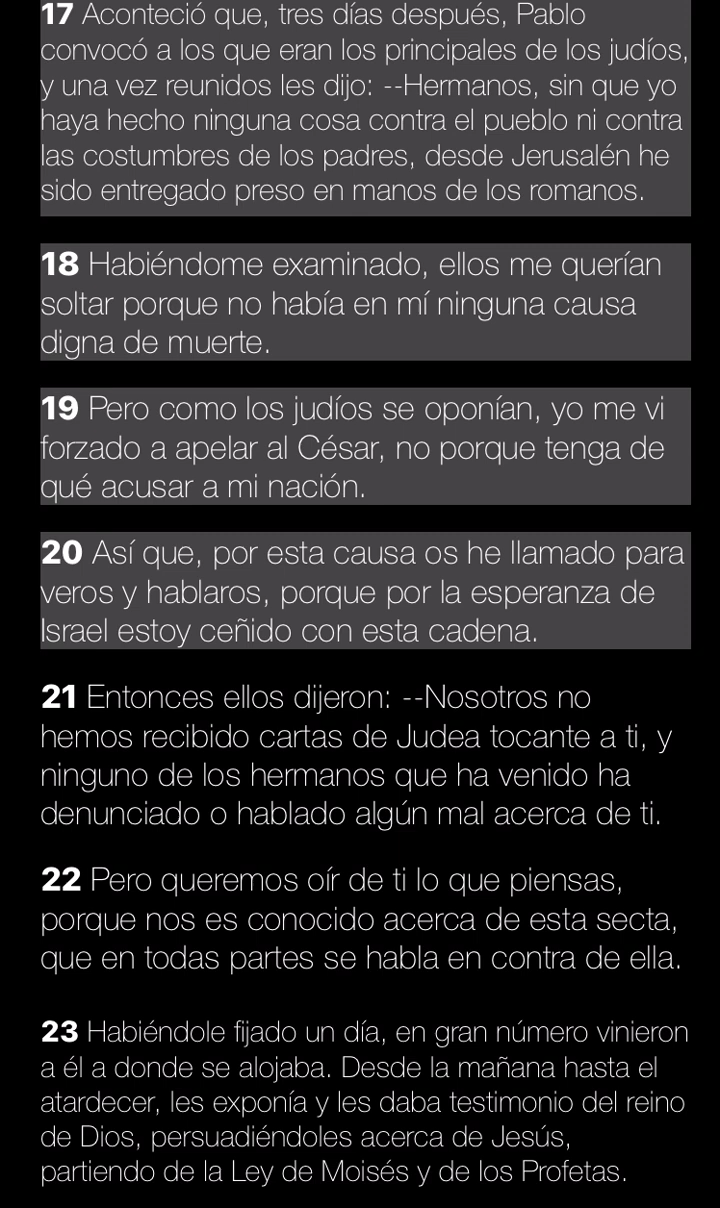 17 Aconteció que, tres días después, Pablo
convocó a los que eran los principales de los judíos,
y una vez reunidos les dijo: --Hermanos, sin que yo
haya hecho ninguna cosa contra el pueblo ni contra
las costumbres de los padres, desde Jerusalén he
sido entregado preso en manos de los romanos.
18 Habiéndome examinado, ellos me querían
soltar porque no había en mí ninguna causa
digna de muerte.
19 Pero como los judíos se oponían, yo me vi
forzado a apelar al César, no porque tenga de
qué acusar a mi nación.
20 Así que, por esta causa os he llamado para
veros y hablaros, porque por la esperanza de
Israel estoy ceñido con esta cadena.
21 Entonces ellos dijeron: --Nosotros no
hemos recibido cartas de Judea tocante a ti, y
ninguno de los hermanos que ha venido ha
denunciado o hablado algún mal acerca de ti.
22 Pero queremos oír de ti lo que piensas,
porque nos es conocido acerca de esta secta,
que en todas partes se habla en contra de ella.
23 Habiéndole fijado un día, en gran número vinieron
a él a donde se alojaba. Desde la mañana hasta el
atardecer, les exponía y les daba testimonio del reino
de Dios, persuadiéndoles acerca de Jesús,
partiendo de la Ley de Moisés y de los Profetas.